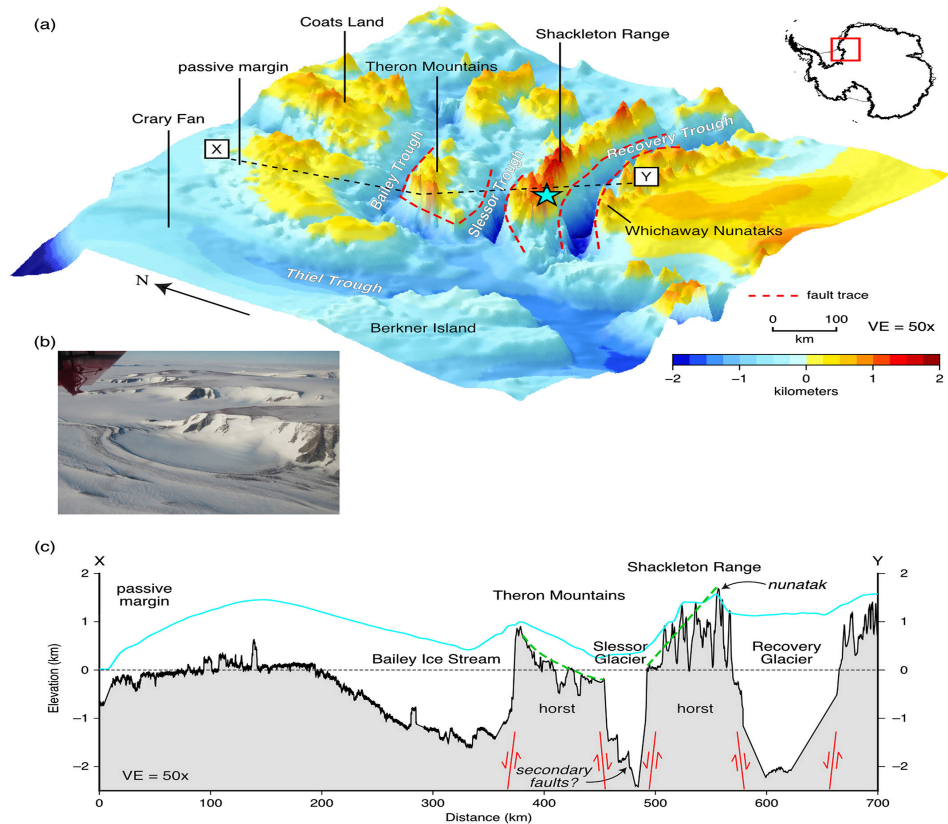 (a)
Coats Land
Shackleton Range
passive margin
Theron Mountains
Crary Fan
X
Bailey Trough
Slessor Trough
Recovery Trough
Y
Whichaway Nunataks
Thiel Trough
N
Berkner Island
fault trace
0 100
km
VE = 50x
−2 −1 0 1 2
kilometers
(b)
(c)
X
Y
Shackleton Range
2
passive
margin
nunatak
2
Theron Mountains
1
1
Bailey Ice Stream
Slessor
Glacier
Recovery
Glacier
Elevation (km)
0
0
horst
horst
−1
−1
−2
VE = 50x
secondary
faults?
−2
0 100 200 300 400 500 600 700
Distance (km)